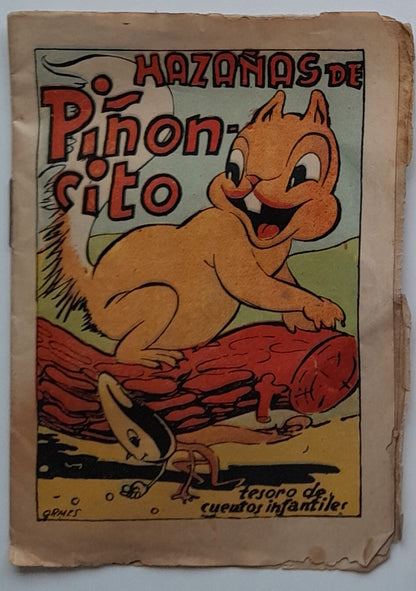 HAZAÑAS DE
Piñon-
cito
tesoro de
cuentos infantiles